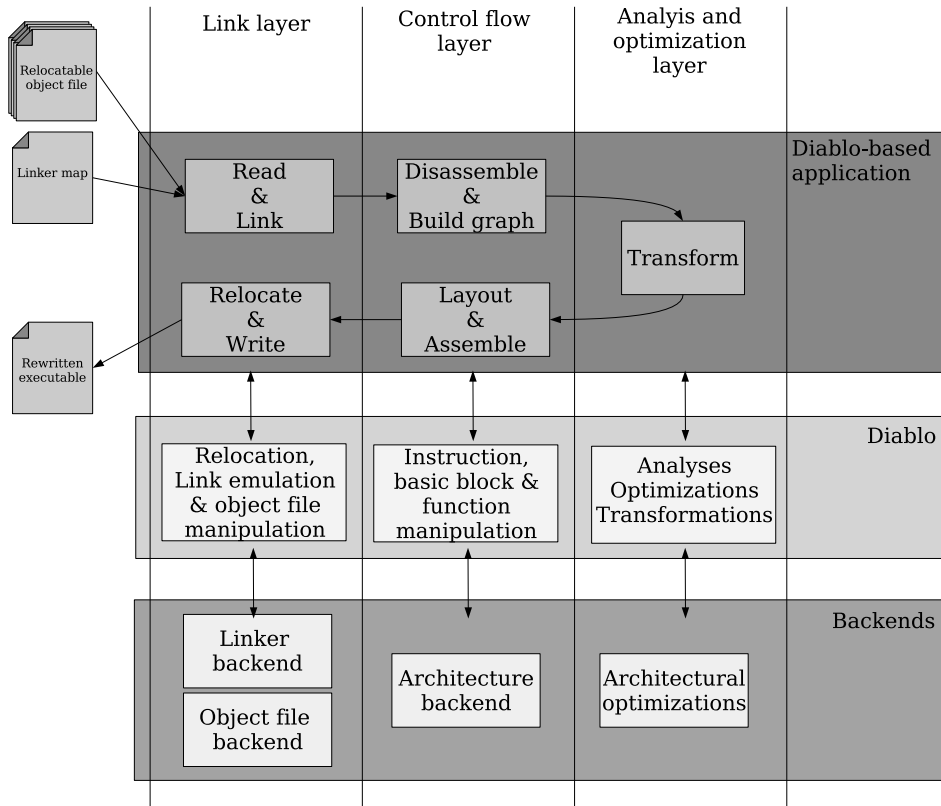 Link layer
Control flow
layer
Analyis and
optimization
layer
Relocatable
object file
Linker map
Rewritten
executable
Diablo-based
application
Read
&
Link
Disassemble
&
Build graph
Transform
Relocate
&
Write
Layout
&
Assemble
Diablo
Relocation,
Link emulation
& object file
manipulation
Instruction,
basic block &
function
manipulation
Analyses
Optimizations
Transformations
Backends
Linker
backend
Object file
backend
Architecture
backend
Architectural
optimizations